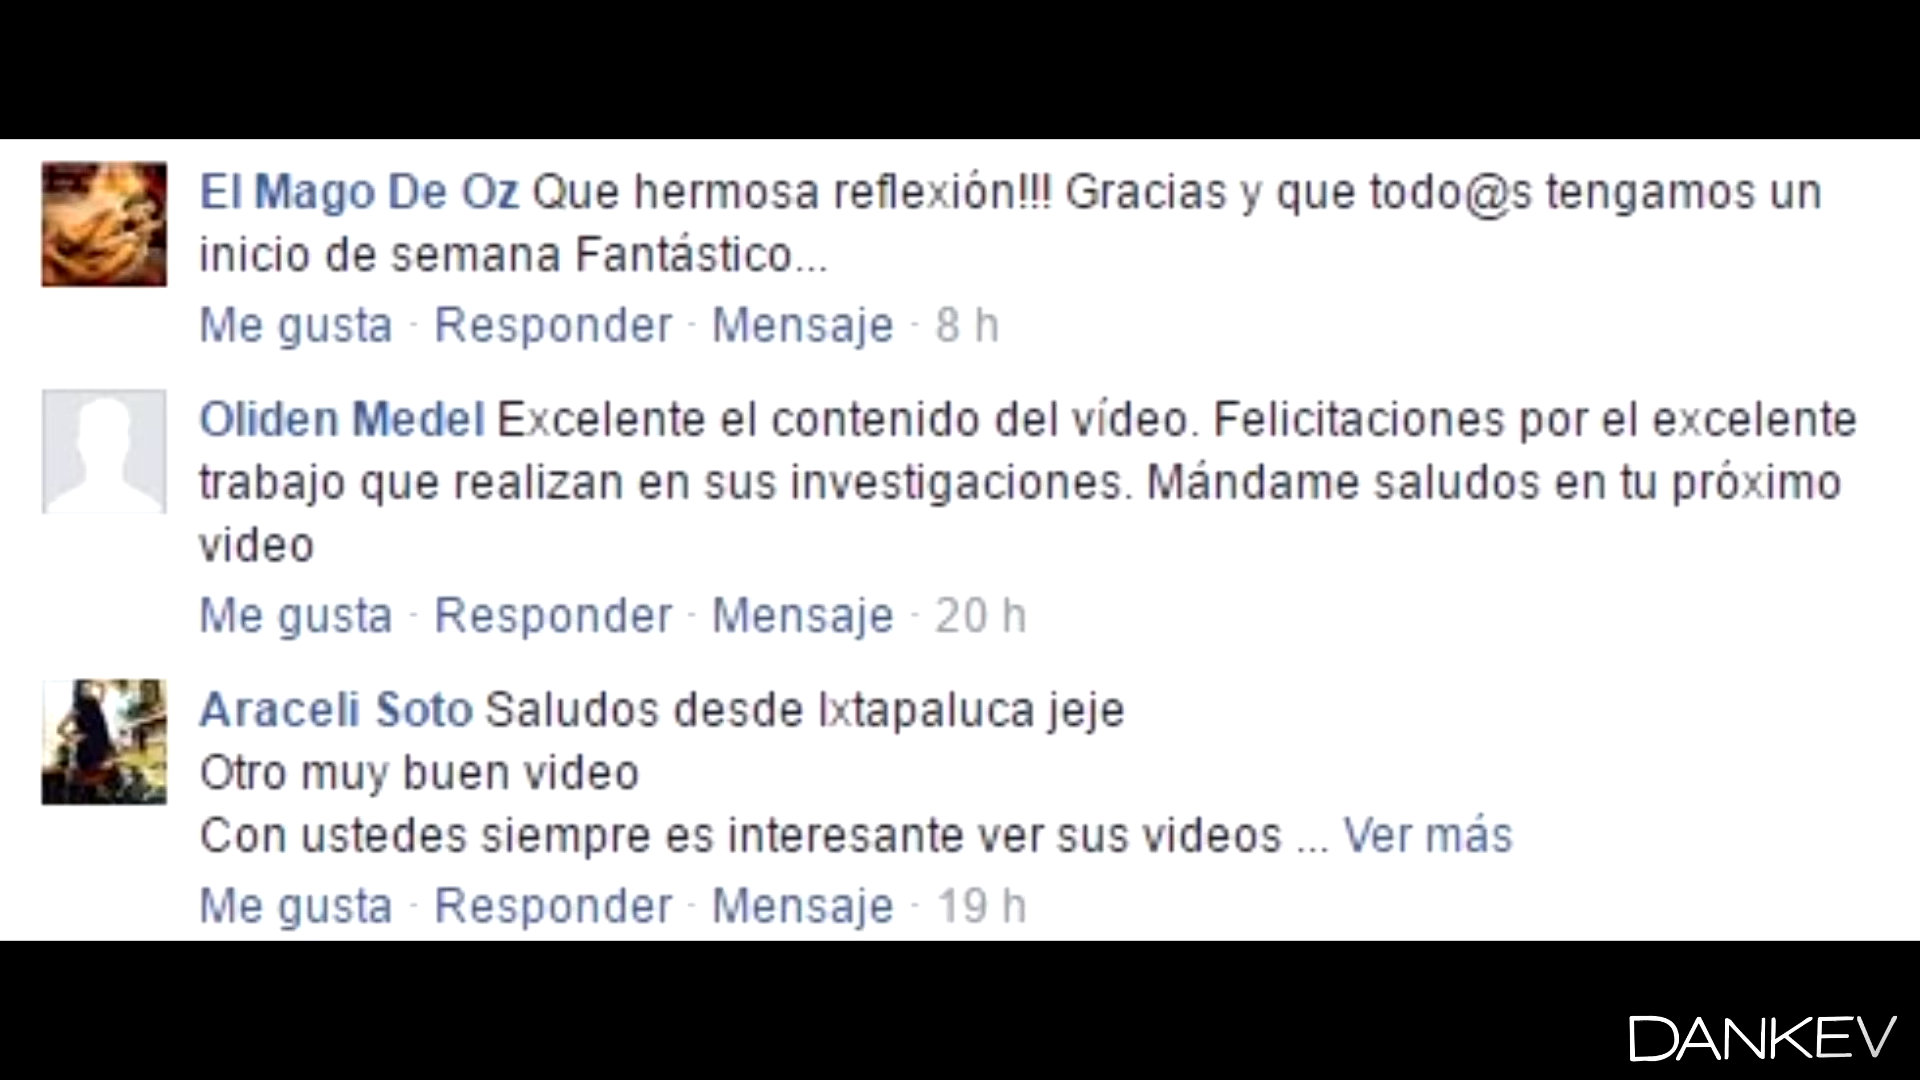 El Mago De Oz Que hermosa reflexión!!! Gracias y que todo@s tengamos un
inicio de semana Fantástico...
Me gusta · Responder · Mensaje · 8 h
Oliden Medel Excelente el contenido del vídeo. Felicitaciones por el excelente
trabajo que realizan en sus investigaciones. Mándame saludos en tu próximo
video
Me gusta · Responder · Mensaje · 20 h
Araceli Soto Saludos desde Ixtapaluca jeje
Otro muy buen video
Con ustedes siempre es interesante ver sus videos ... Ver más
Me gusta · Responder · Mensaje · 19 h
DANKEV